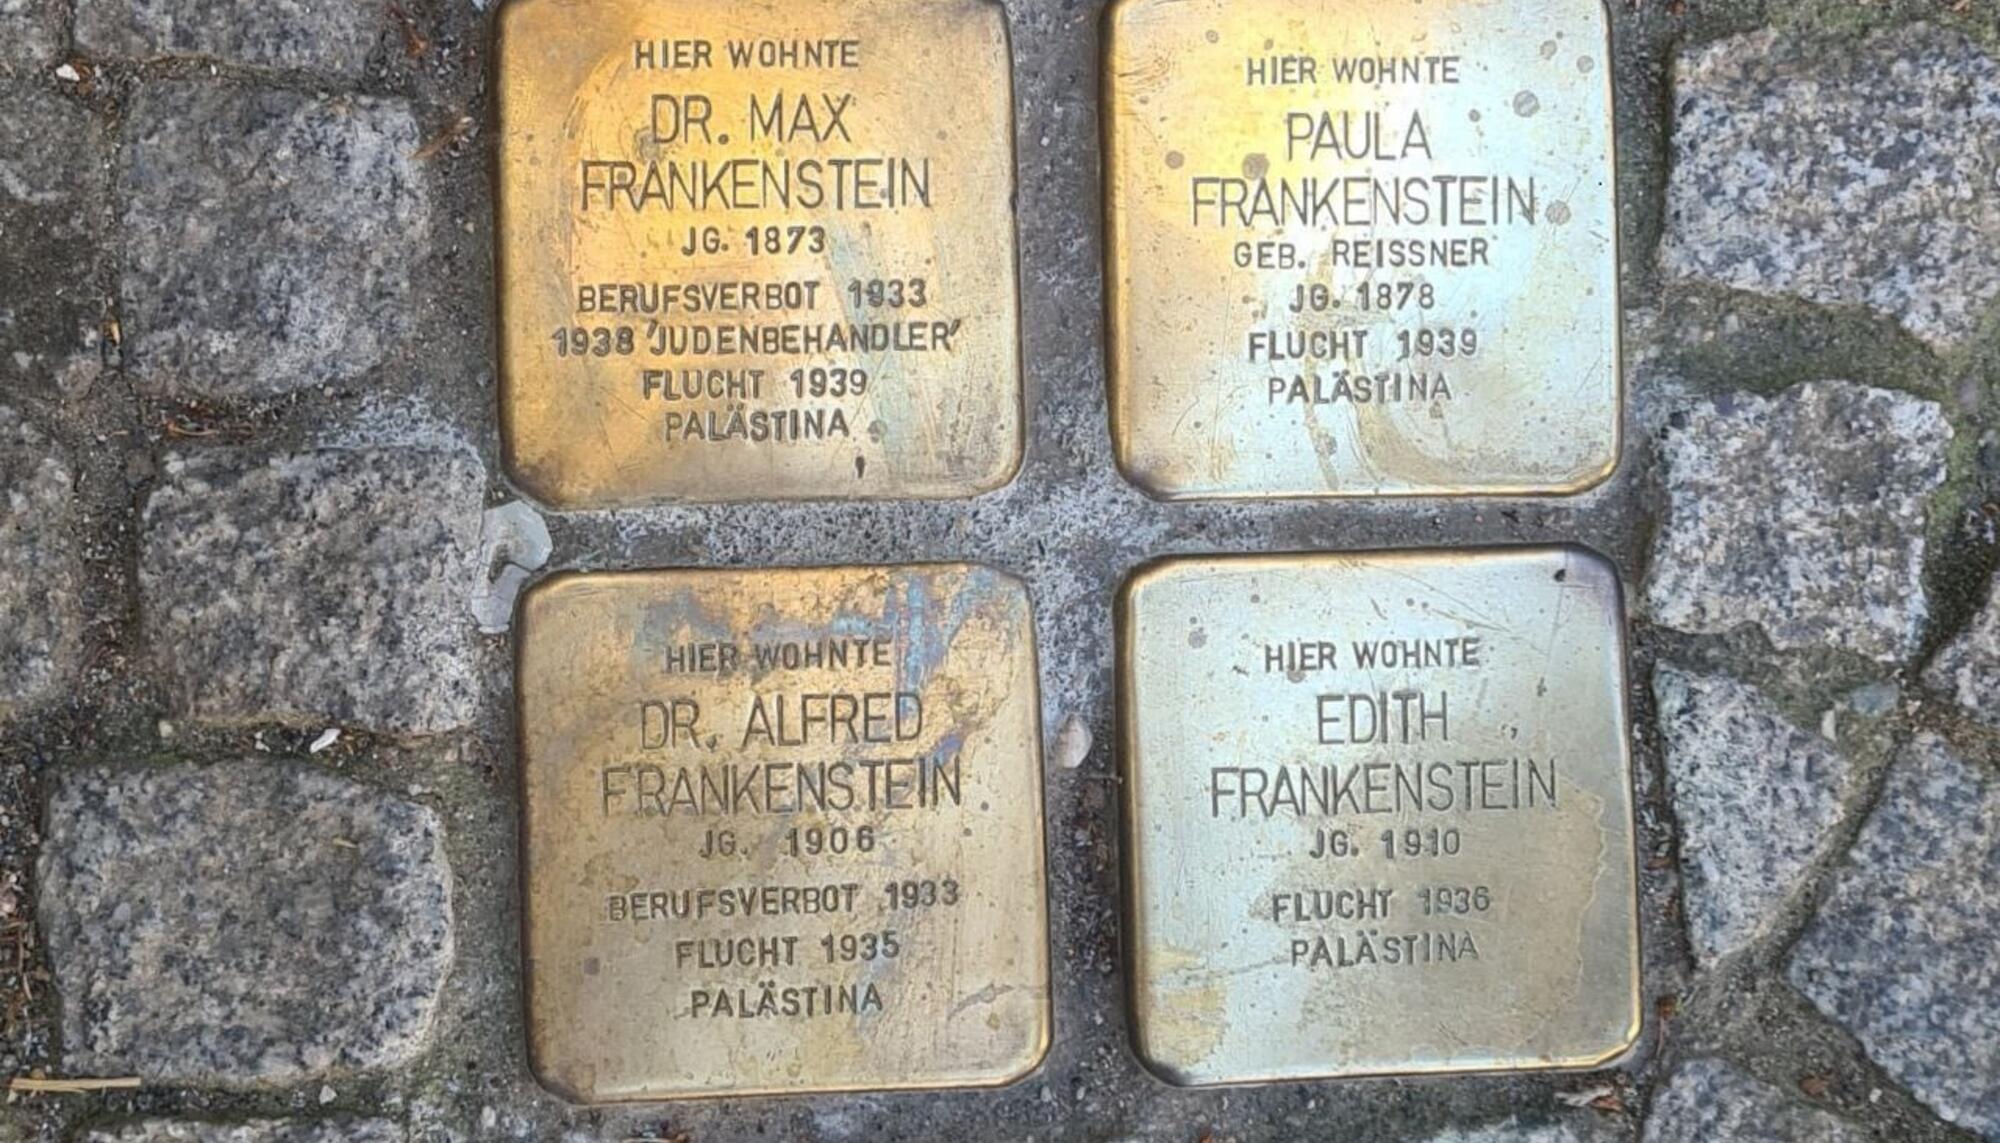 HIER WOHNTE
DR. MAX
FRANKENSTEIN
JG. 1873
BERUFSVERBOT 1933
1938 'JUDENBEHANDLER'
FLUCHT 1939
PALÄSTINA
HIER WOHNTE
PAULA
FRANKENSTEIN
GEB. REISSNER
JG. 1878
FLUCHT 1939
PALÄSTINA
HIER WOHNTE
DR. ALFRED
FRANKENSTEIN
JG. 1906
BERUFSVERBOT 1933
FLUCHT 1935
PALÄSTINA
HIER WOHNTE
EDITH
FRANKENSTEIN
JG. 1910
FLUCHT 1936
PALÄSTINA